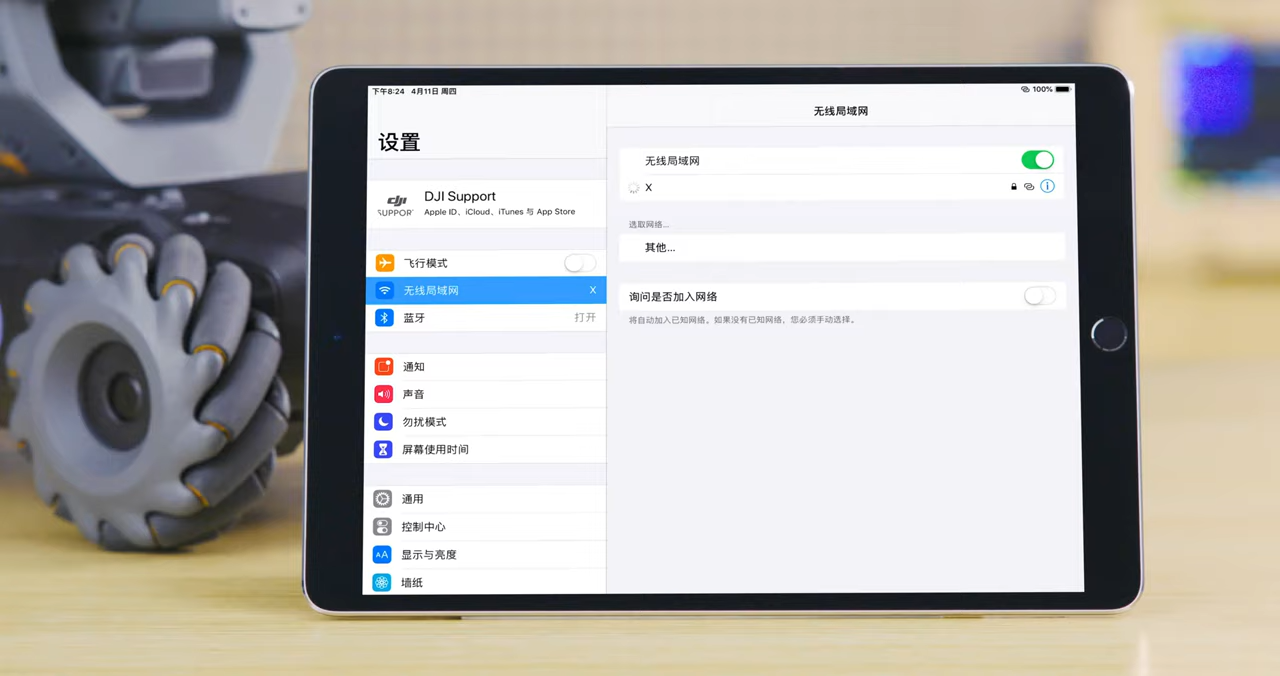 下午8:24 4月11日 周四
100%
设置
无线局域网
dji
SUPPORT
DJI Support
Apple ID、iCloud、iTunes 与 App Store
飞行模式
无线局域网 X
蓝牙 打开
通知
声音
勿扰模式
屏幕使用时间
通用
控制中心
AA 显示与亮度
墙纸
无线局域网
X
选取网络...
其他...
询问是否加入网络
将自动加入已知网络。如果没有已知网络，您必须手动选择。